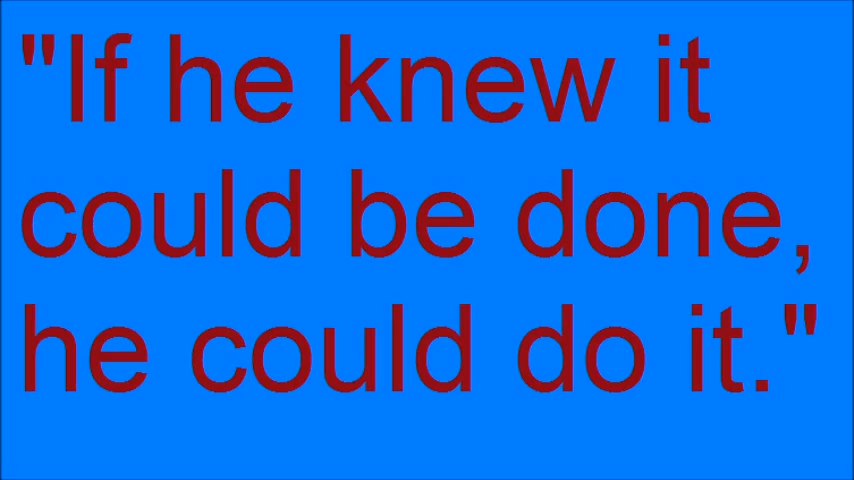 "If he knew it
could be done,
he could do it."